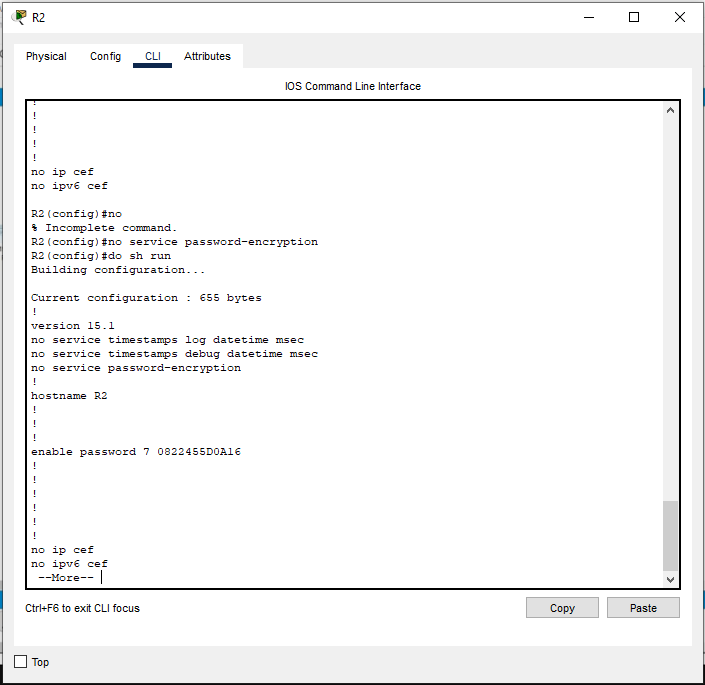 R2
Physical Config CLI Attributes
IOS Command Line Interface
!
!
!
!
!
no ip cef
no ipv6 cef
R2(config)#no
% Incomplete command.
R2(config)#no service password-encryption
R2(config)#do sh run
Building configuration...
Current configuration : 655 bytes
!
version 15.1
no service timestamps log datetime msec
no service timestamps debug datetime msec
no service password-encryption
!
hostname R2
!
!
!
enable password 7 0822455D0A16
!
!
!
!
!
!
no ip cef
no ipv6 cef
--More--
Ctrl+F6 to exit CLI focus Copy Paste
Top